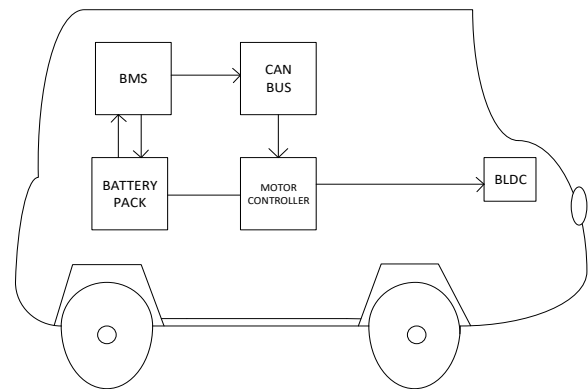 BMS
CAN
BUS
BATTERY
PACK
MOTOR
CONTROLLER
BLDC